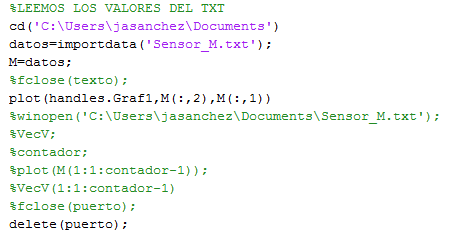 %LEEMOS LOS VALORES DEL TXT
cd('C:\Users\jasanchez\Documents')
datos=importdata('Sensor_M.txt');
M=datos;
%fclose(texto);
plot(handles.Graf1,M(:,2),M(:,1))
%winopen('C:\Users\jasanchez\Documents\Sensor_M.txt');
%VecV;
%contador;
%plot(M(1:1:contador-1));
%VecV(1:1:contador-1)
%fclose(puerto);
delete(puerto);